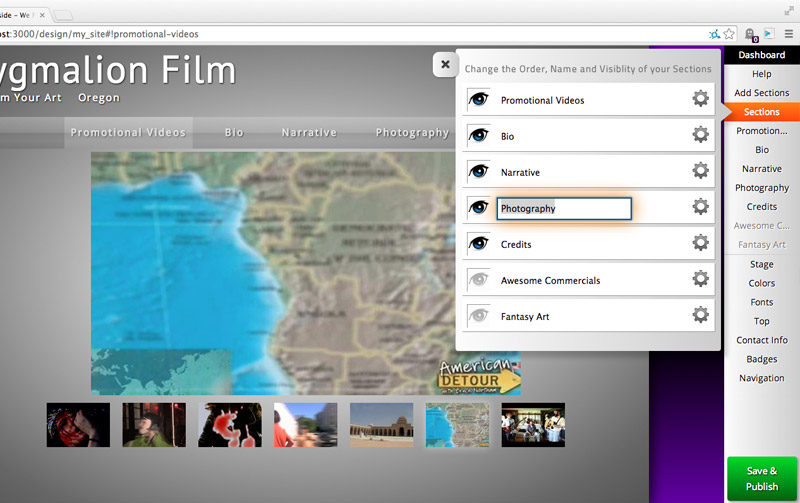 side – We
st:3000/design/my_site#!promotional-videos
ygmalion Film
m Your Art Oregon
Promotional Videos Bio Narrative Photography
American
DETOUR
Change the Order, Name and Visiblity of your Sections
Promotional Videos
Bio
Narrative
Photography
Credits
Awesome Commercials
Fantasy Art
Dashboard
Help
Add Sections
Sections
Promotion...
Bio
Narrative
Photography
Credits
Awesome C...
Fantasy Art
Stage
Colors
Fonts
Top
Contact Info
Badges
Navigation
Save &
Publish